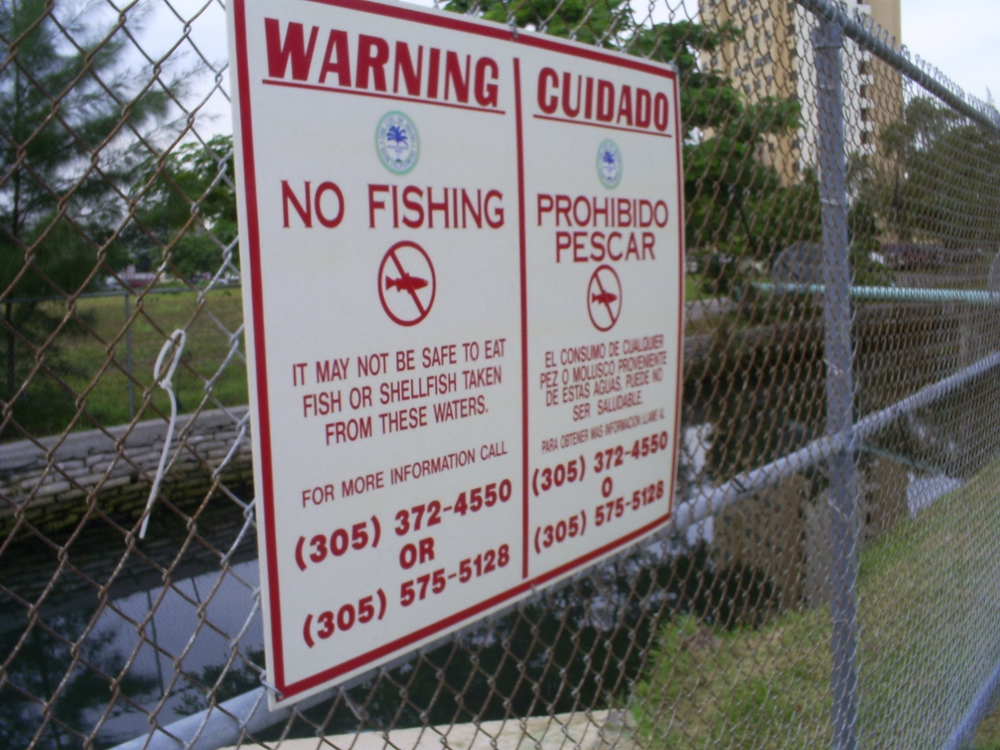 WARNING
NO FISHING
IT MAY NOT BE SAFE TO EAT
FISH OR SHELLFISH TAKEN
FROM THESE WATERS.
FOR MORE INFORMATION CALL
(305) 372-4550
OR
(305) 575-5128
CUIDADO
PROHIBIDO
PESCAR
EL CONSUMO DE CUALQUIER
PEZ O MOLUSCO PROVENIENTE
DE ESTAS AGUAS, PUEDE NO
SER SALUDABLE.
PARA OBTENER MAS INFORMACION LLAME AL
(305) 372-4550
O
(305) 575-5128